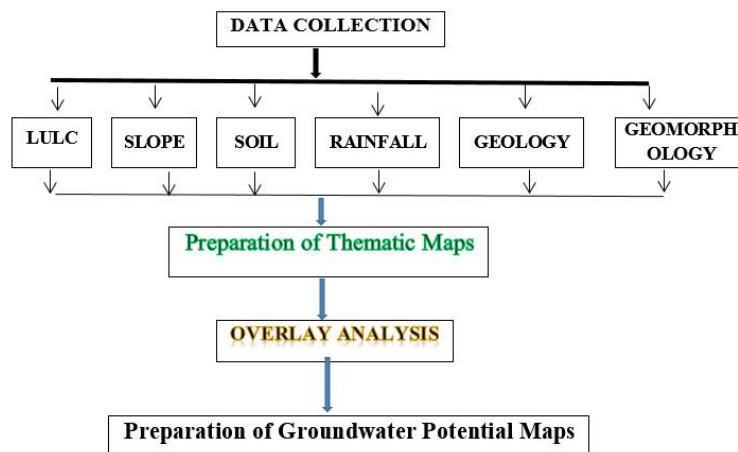 DATA COLLECTION
LULC
SLOPE
SOIL
RAINFALL
GEOLOGY
GEOMORPH
OLOGY
Preparation of Thematic Maps
OVERLAY ANALYSIS
Preparation of Groundwater Potential Maps